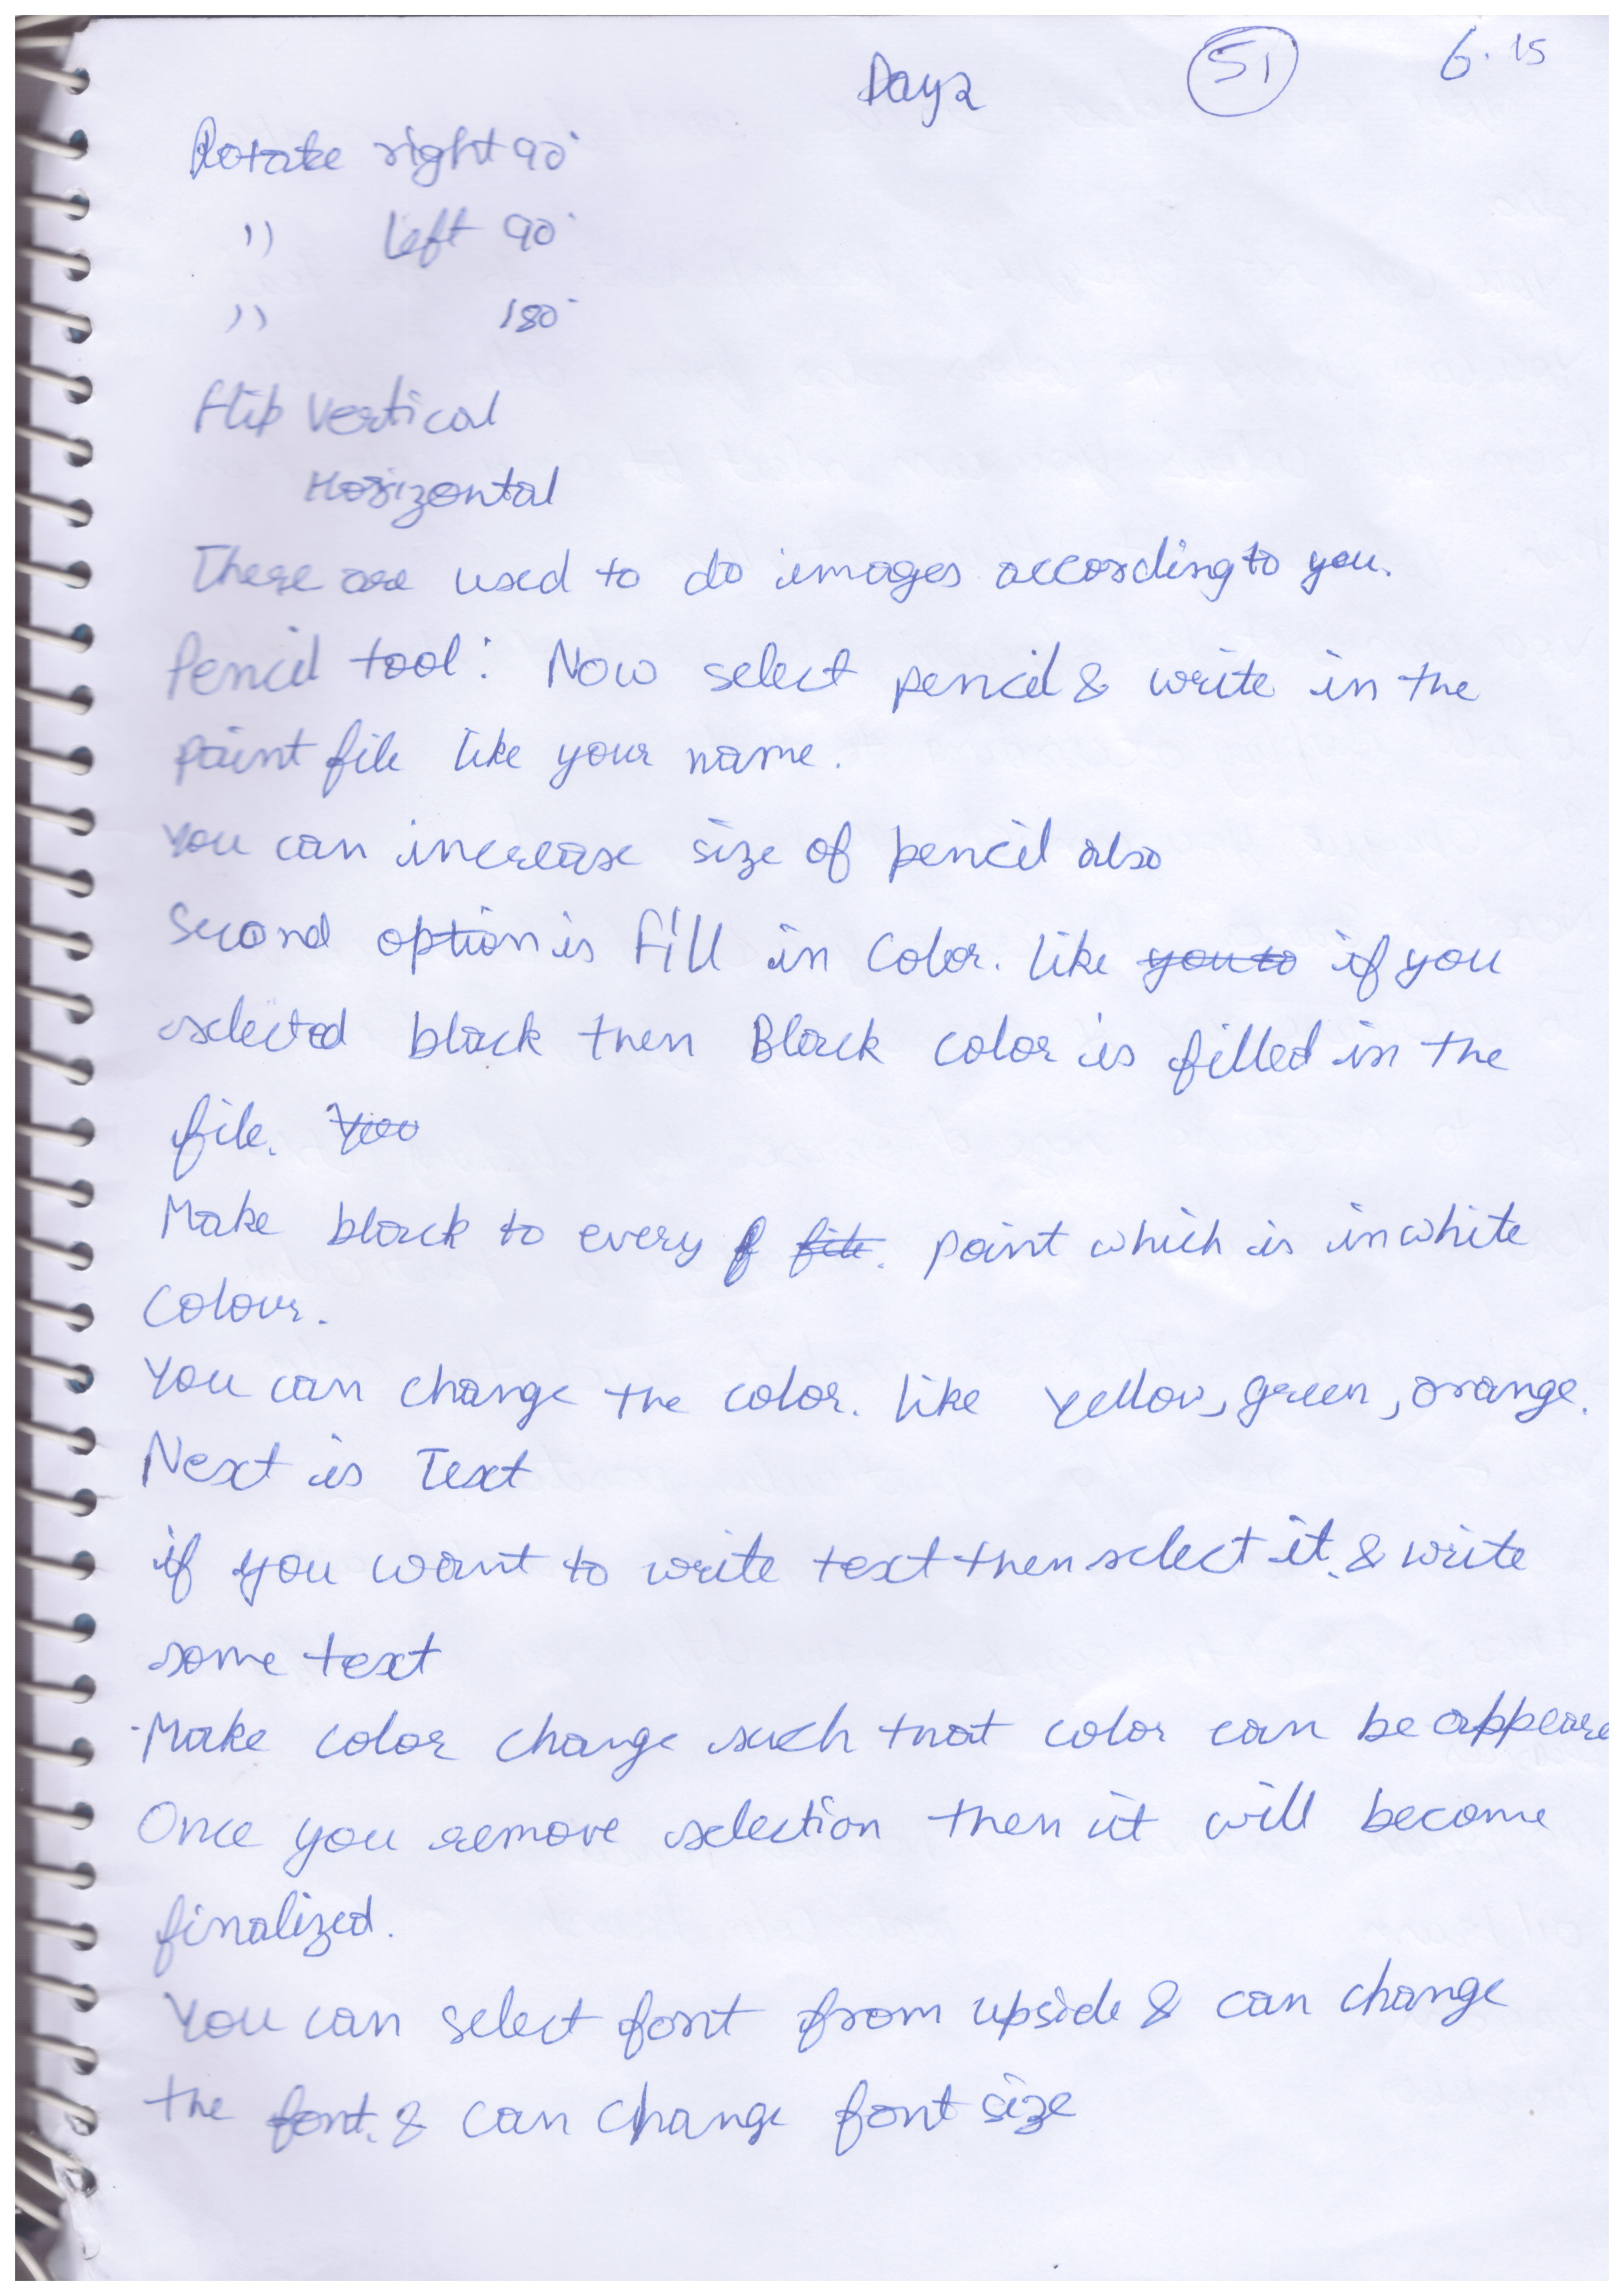 Day 2 51 6.15
Rotate right 90°
" Left 90°
" 180°
Flip Vertical
Horizontal
These are used to do images according to you.
Pencil tool: Now select pencil & write in the
paint file like your name.
You can increase size of pencil also
Second option is Fill in Color. like you to if you
selected black then Black color is filled in the
file. You
Make black to every f file. paint which is in white
Colour.
You can change the color. like Yellow, green, orange.
Next is Text
if you want to write text then select it. & write
some text
Make color change such that color can be appeare
Once you remove selection then it will become
finalized.
You can select font from upside & can change
the font. & can change font size